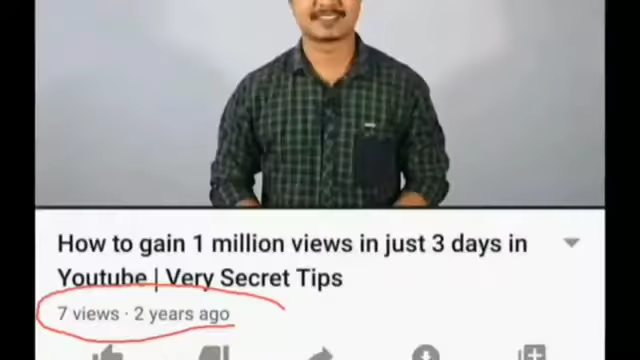 How to gain 1 million views in just 3 days in
Youtube | Very Secret Tips
7 views · 2 years ago